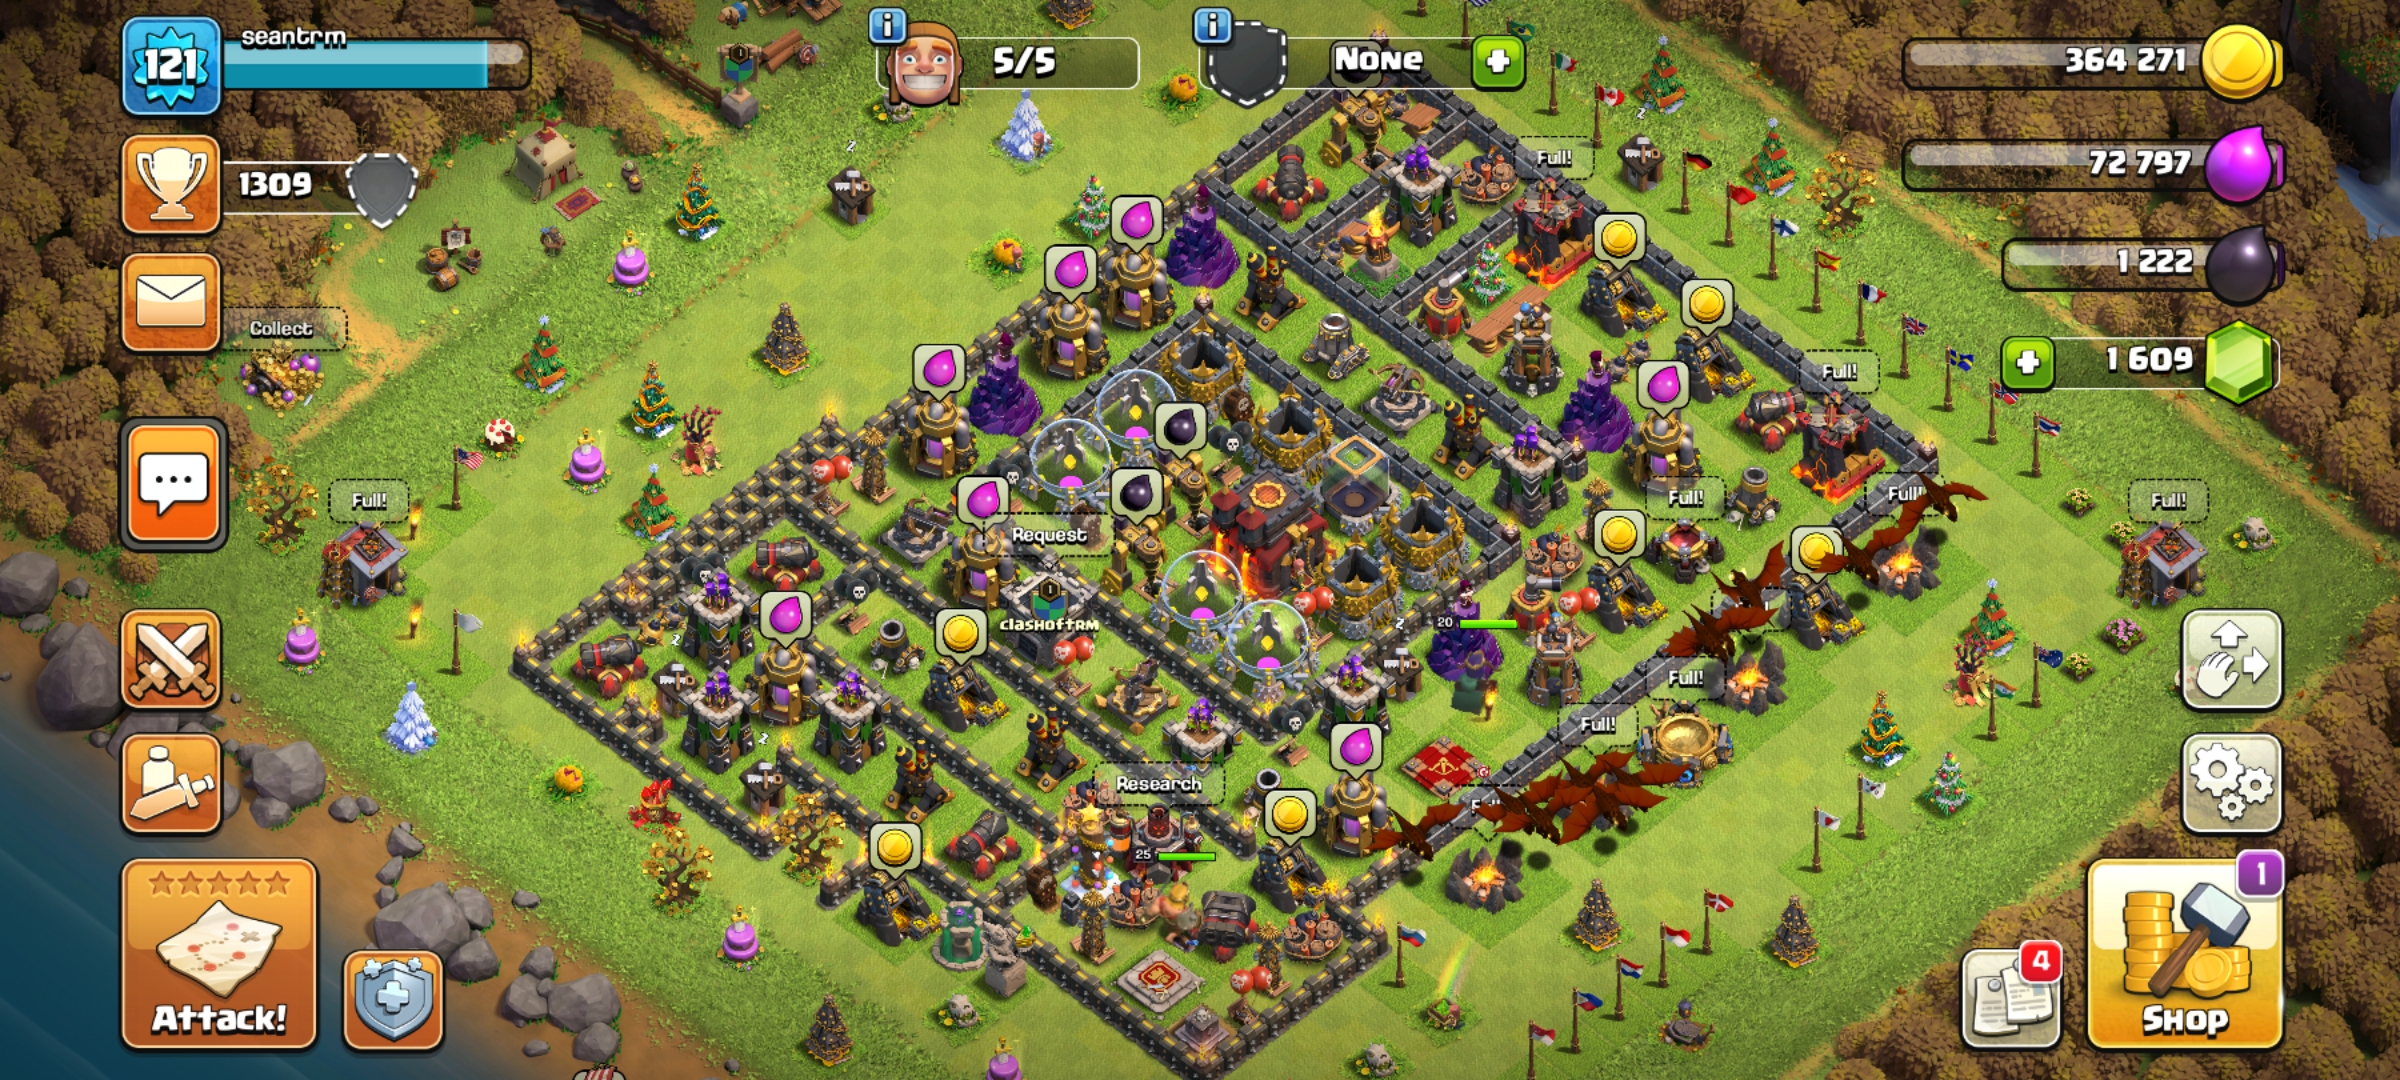 121
seantrm
5/5
None
364 271
1309
72 797
Full!
1 222
Collect
1 609
Full!
Full!
Full!
Full!
Full!
Request
clashoftrm
20
Full!
Full!
Research
25
Attack!
1
4
Shop